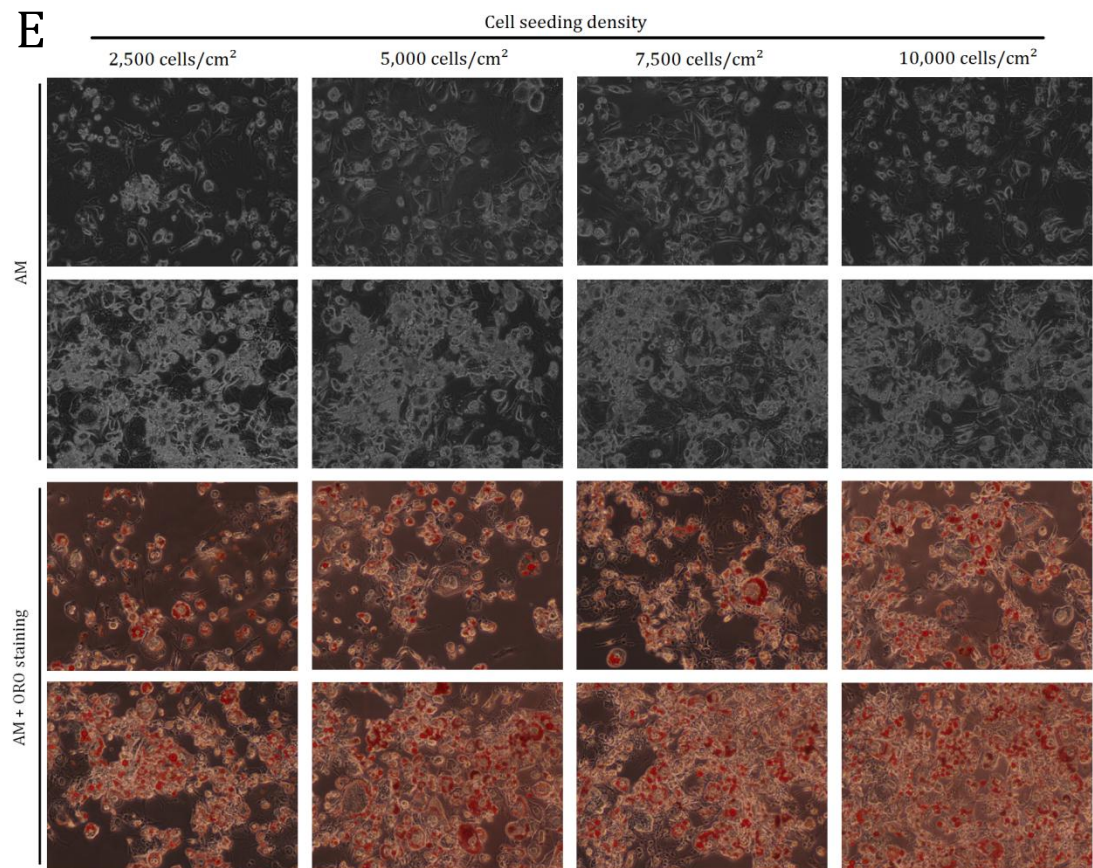 E
Cell seeding density
2,500 cells/cm²
5,000 cells/cm²
7,500 cells/cm²
10,000 cells/cm²
AM
AM + ORO staining